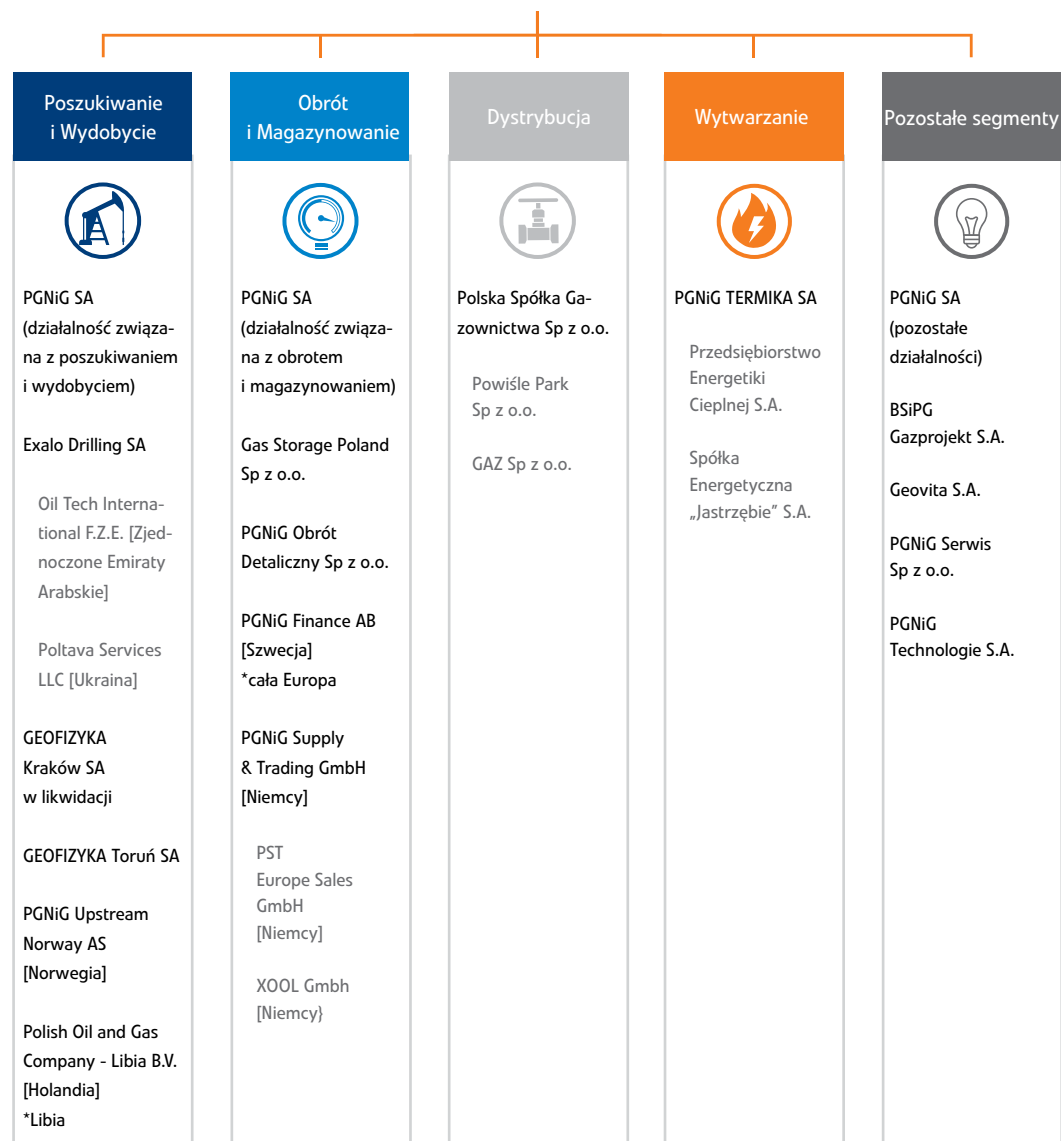 Poszukiwanie
i Wydobycie
PGNiG SA
(działalność związa-
na z poszukiwaniem
i wydobyciem)
Exalo Drilling SA
Oil Tech Interna-
tional F.Z.E. [Zjed-
noczone Emiraty
Arabskie]
Poltava Services
LLC [Ukraina]
GEOFIZYKA
Kraków SA
w likwidacji
GEOFIZYKA Toruń SA
PGNiG Upstream
Norway AS
[Norwegia]
Polish Oil and Gas
Company - Libia B.V.
[Holandia]
*Libia
Obrót
i Magazynowanie
PGNiG SA
(działalność związa-
na z obrotem
i magazynowaniem)
Gas Storage Poland
Sp z o.o.
PGNiG Obrót
Detaliczny Sp z o.o.
PGNiG Finance AB
[Szwecja]
*cała Europa
PGNiG Supply
& Trading GmbH
[Niemcy]
PST
Europe Sales
GmbH
[Niemcy]
XOOL Gmbh
[Niemcy}
Dystrybucja
Polska Spółka Ga-
zownictwa Sp z o.o.
Powiśle Park
Sp z o.o.
GAZ Sp z o.o.
Wytwarzanie
PGNiG TERMIKA SA
Przedsiębiorstwo
Energetiki
Cieplnej S.A.
Spółka
Energetyczna
„Jastrzębie” S.A.
Pozostałe segmenty
PGNiG SA
(pozostałe
działalności)
BSiPG
Gazprojekt S.A.
Geovita S.A.
PGNiG Serwis
Sp z o.o.
PGNiG
Technologie S.A.